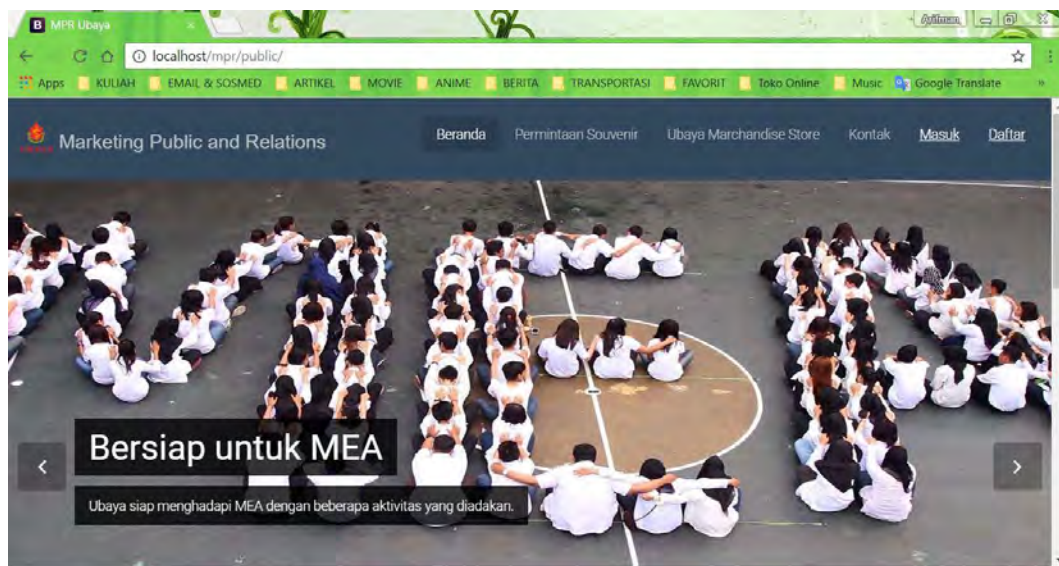 MPR Ubaya
Arifman
localhost/mpr/public/
Apps KULIAH EMAIL & SOSMED ARTIKEL MOVIE ANIME BERITA TRANSPORTASI FAVORIT Toko Online Music Google Translate
Marketing Public and Relations
Beranda Permintaan Souvenir Ubaya Marchandise Store Kontak Masuk Daftar
Bersiap untuk MEA
Ubaya siap menghadapi MEA dengan beberapa aktivitas yang diadakan.